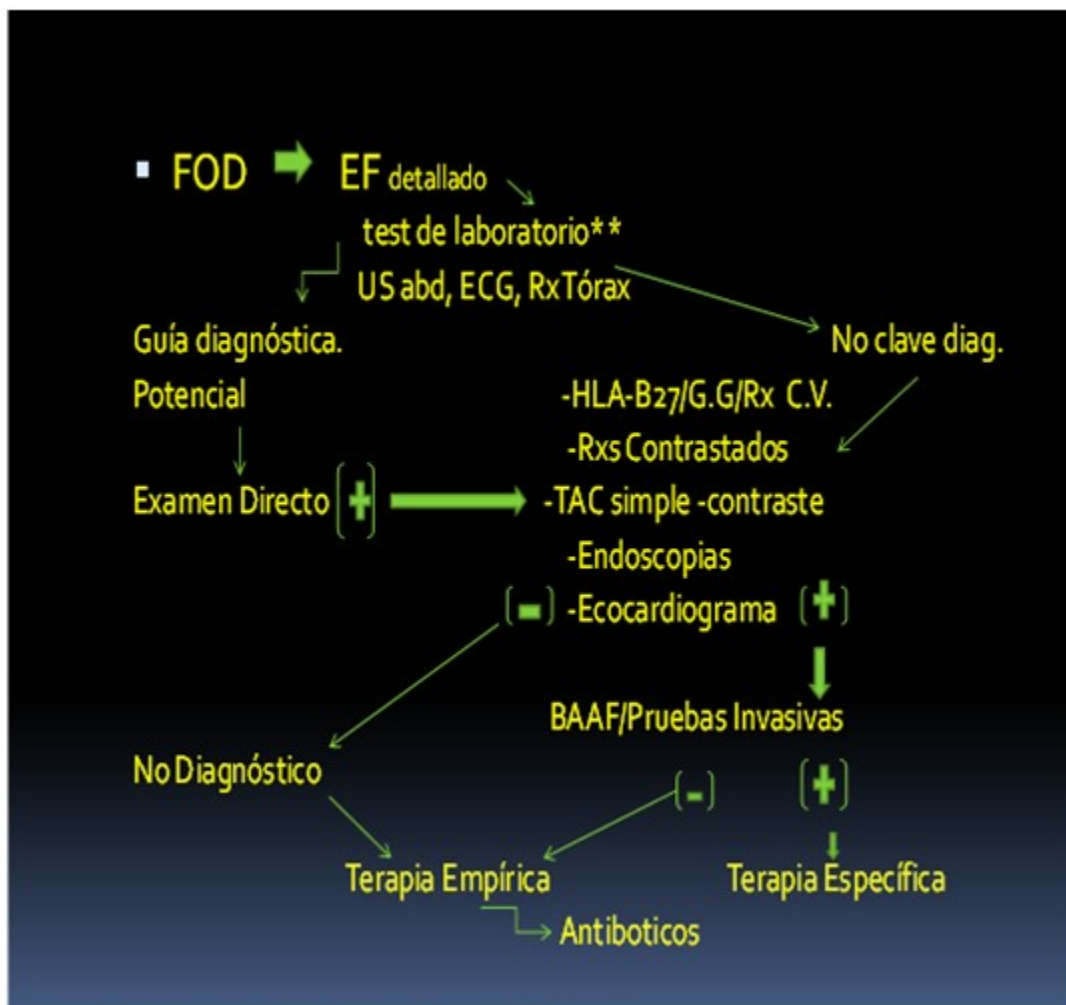 ▪ FOD EF detallado
test de laboratorio**
US abd, ECG, RxTórax
Guía diagnóstica.
No clave diag.
Potencial
-HLA-B27/G.G/Rx C.V.
-Rxs Contrastados
Examen Directo (+)
-TAC simple -contraste
-Endoscopias
(-) -Ecocardiograma (+)
BAAF/Pruebas Invasivas
No Diagnóstico
(-) (+)
Terapia Empírica
Terapia Específica
Antiboticos